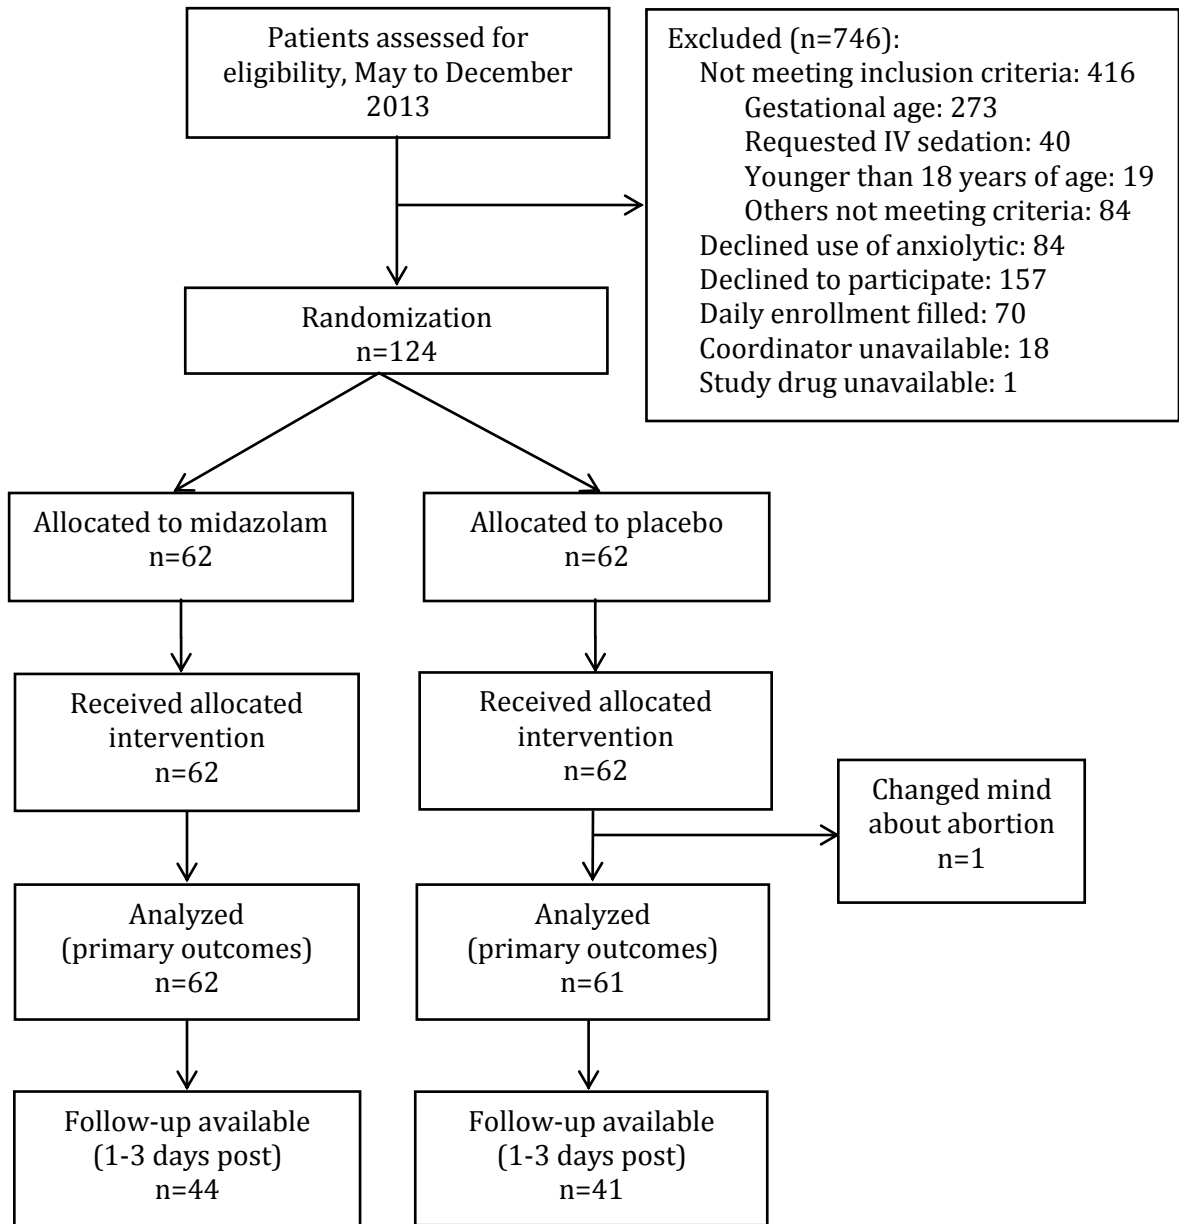 Patients assessed for
eligibility, May to December
2013
Excluded (n=746):
Not meeting inclusion criteria: 416
Gestational age: 273
Requested IV sedation: 40
Younger than 18 years of age: 19
Others not meeting criteria: 84
Declined use of anxiolytic: 84
Declined to participate: 157
Daily enrollment filled: 70
Coordinator unavailable: 18
Study drug unavailable: 1
Randomization
n=124
Allocated to midazolam
n=62
Allocated to placebo
n=62
Received allocated
intervention
n=62
Received allocated
intervention
n=62
Changed mind
about abortion
n=1
Analyzed
(primary outcomes)
n=62
Analyzed
(primary outcomes)
n=61
Follow-up available
(1-3 days post)
n=44
Follow-up available
(1-3 days post)
n=41